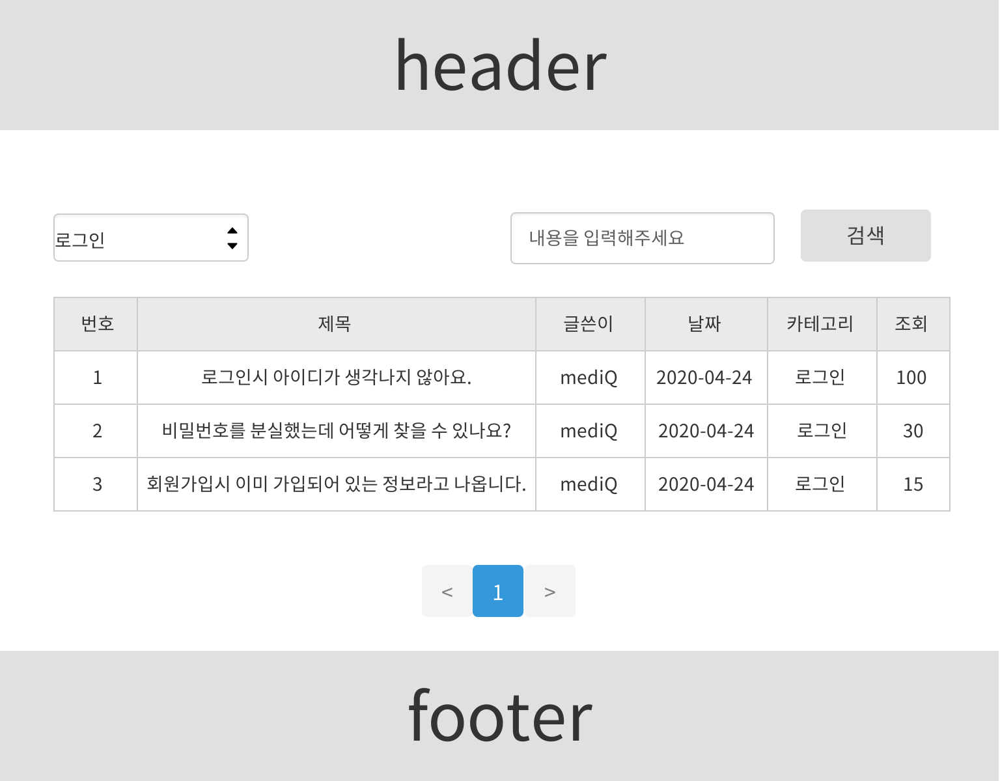 header
로그인
내용을 입력해주세요
검색
번호 제목 글쓴이 날짜 카테고리 조회
1 로그인시 아이디가 생각나지 않아요. mediQ 2020-04-24 로그인 100
2 비밀번호를 분실했는데 어떻게 찾을 수 있나요? mediQ 2020-04-24 로그인 30
3 회원가입시 이미 가입되어 있는 정보라고 나옵니다. mediQ 2020-04-24 로그인 15
< 1 >
footer